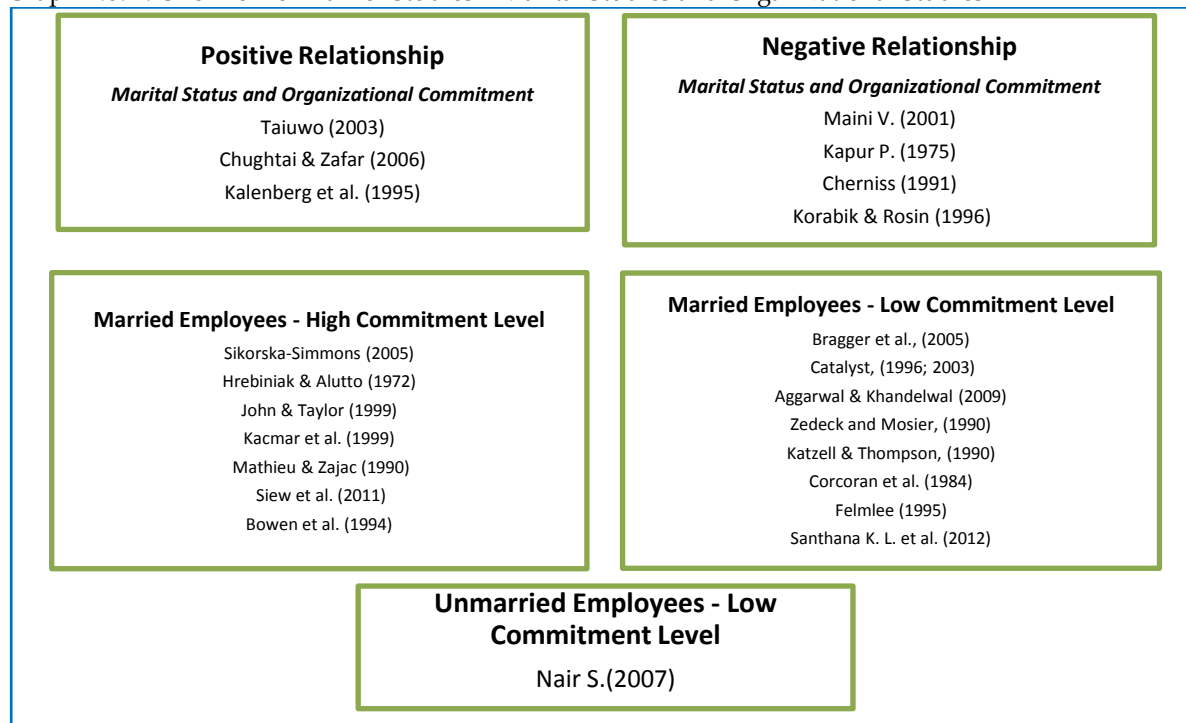 Positive Relationship
Marital Status and Organizational Commitment
Taiuwo (2003)
Chughtai & Zafar (2006)
Kalenberg et al. (1995)
Negative Relationship
Marital Status and Organizational Commitment
Maini V. (2001)
Kapur P. (1975)
Cherniss (1991)
Korabik & Rosin (1996)
Married Employees - High Commitment Level
Sikorska-Simmons (2005)
Hrebiniak & Alutto (1972)
John & Taylor (1999)
Kacmar et al. (1999)
Mathieu & Zajac (1990)
Siew et al. (2011)
Bowen et al. (1994)
Married Employees - Low Commitment Level
Bragger et al., (2005)
Catalyst, (1996; 2003)
Aggarwal & Khandelwal (2009)
Zedeck and Mosier, (1990)
Katzell & Thompson, (1990)
Corcoran et al. (1984)
Felmlee (1995)
Santhana K. L. et al. (2012)
Unmarried Employees - Low
Commitment Level
Nair S.(2007)